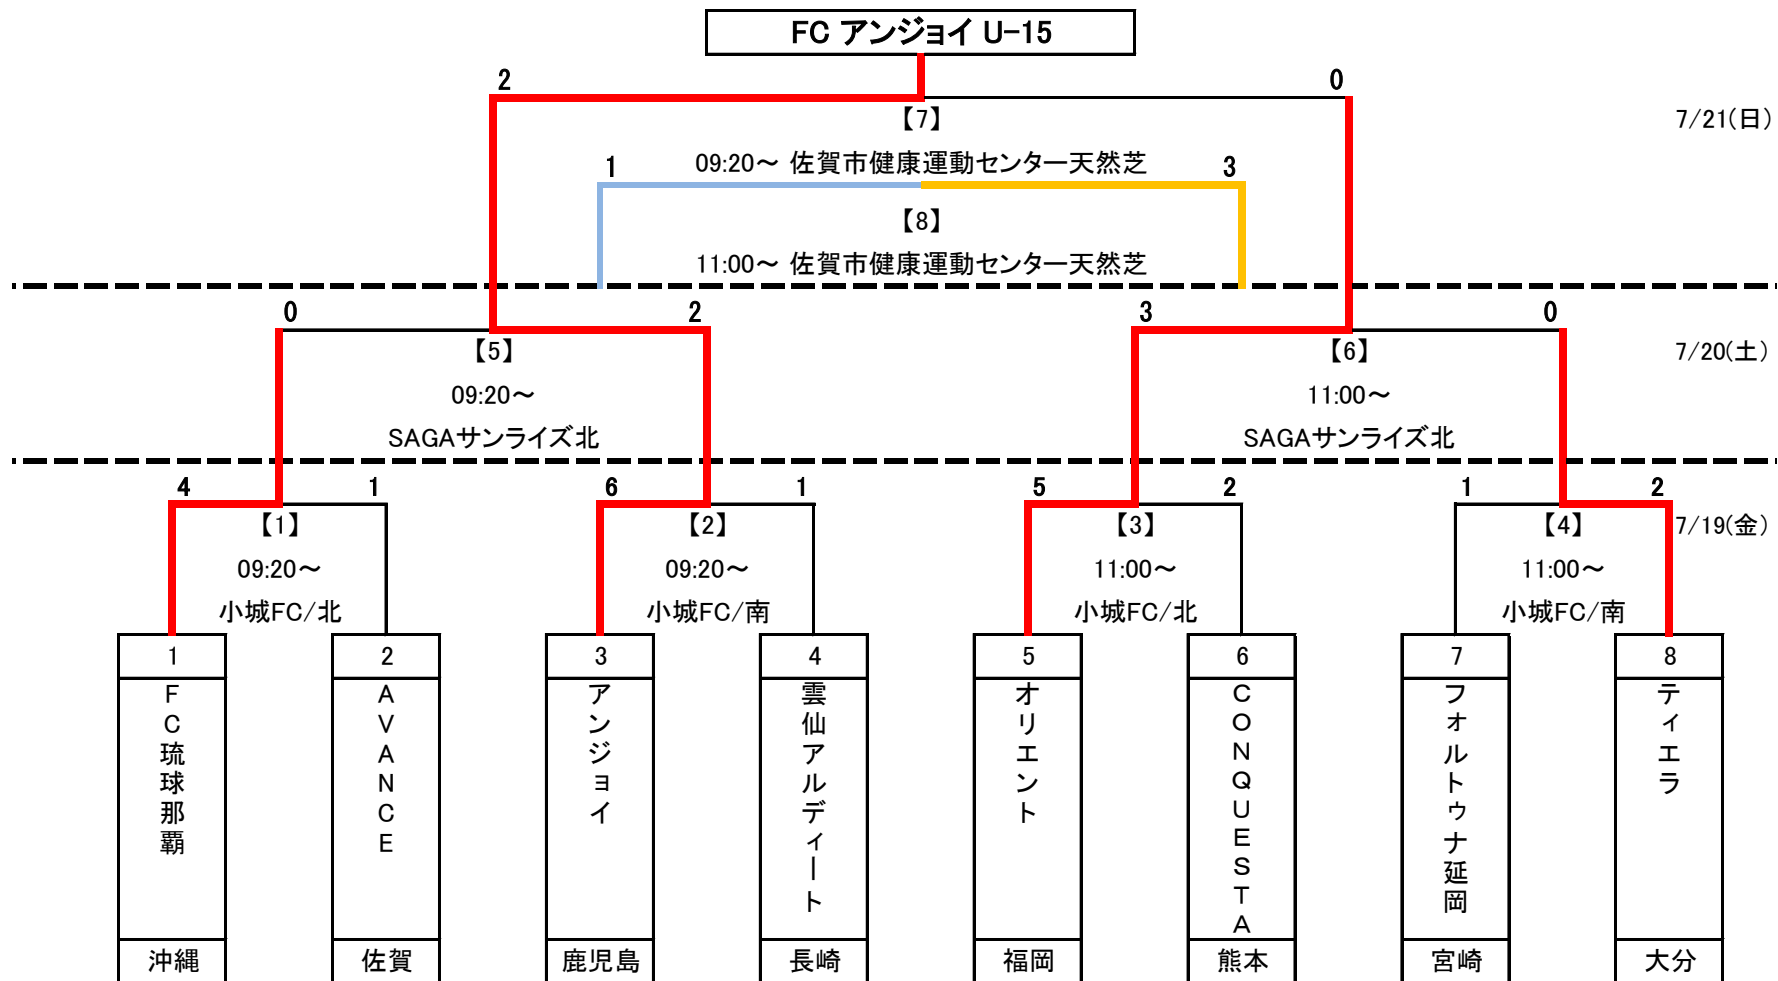 FC アンジョイ U-15
2
0
【7】
7/21(日)
1
09:20～ 佐賀市健康運動センター天然芝
3
【8】
11:00～ 佐賀市健康運動センター天然芝
0
2
3
0
【5】
【6】
7/20(土)
09:20～
11:00～
SAGAサンライズ北
SAGAサンライズ北
4
1
6
1
5
2
1
2
【1】
【2】
【3】
【4】
7/19(金)
09:20～
09:20～
11:00～
11:00～
小城FC/北
小城FC/南
小城FC/北
小城FC/南
1
2
3
4
5
6
7
8
FC琉球那覇
AVANCE
アンジョイ
雲仙アルディート
オリエント
CONQUESTA
フォルトゥナ延岡
ティエラ
沖縄
佐賀
鹿児島
長崎
福岡
熊本
宮崎
大分